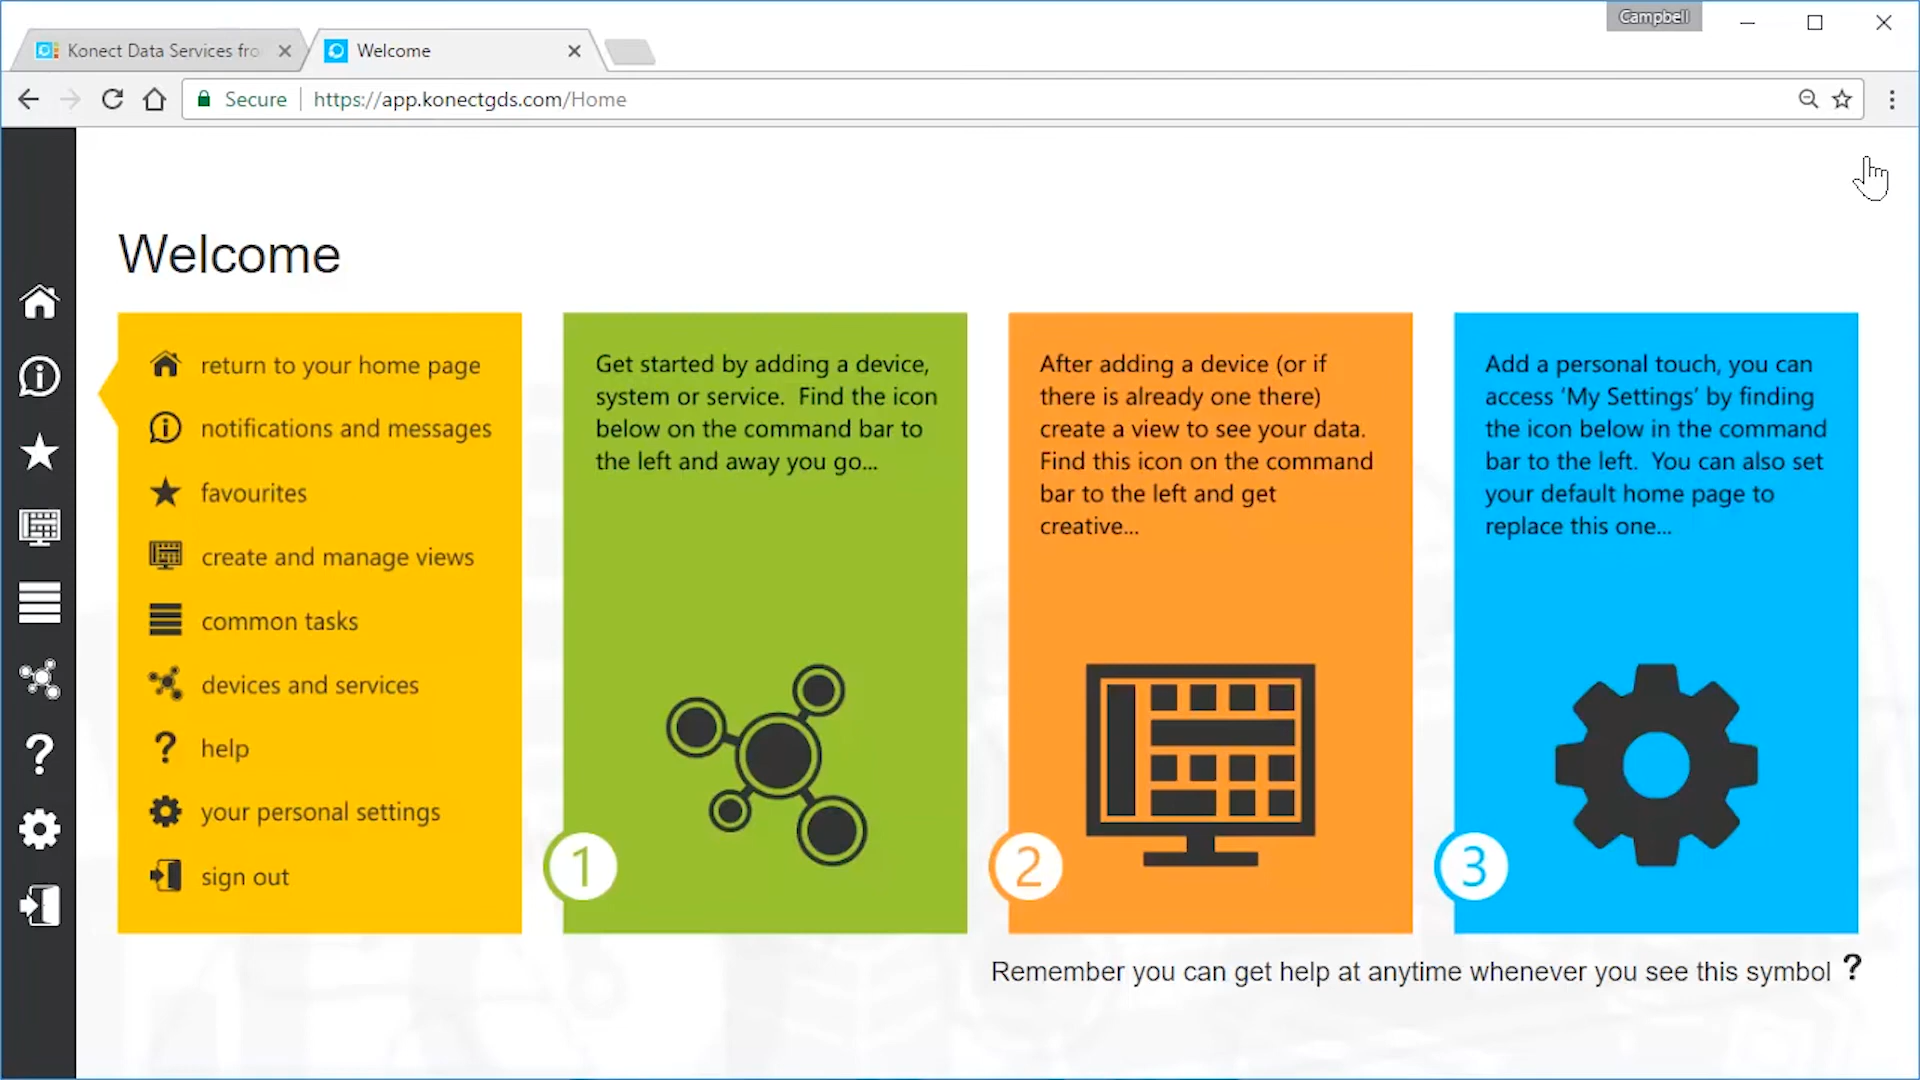 Campbell
Konect Data Services fro
Welcome
Secure
https://app.konectgds.com/Home
Welcome
return to your home page
notifications and messages
favourites
create and manage views
common tasks
devices and services
help
your personal settings
sign out
Get started by adding a device,
system or service. Find the icon
below on the command bar to
the left and away you go...
1
After adding a device (or if
there is already one there)
create a view to see your data.
Find this icon on the command
bar to the left and get
creative...
2
Add a personal touch, you can
access 'My Settings' by finding
the icon below in the command
bar to the left. You can also set
your default home page to
replace this one...
3
Remember you can get help at anytime whenever you see this symbol ?